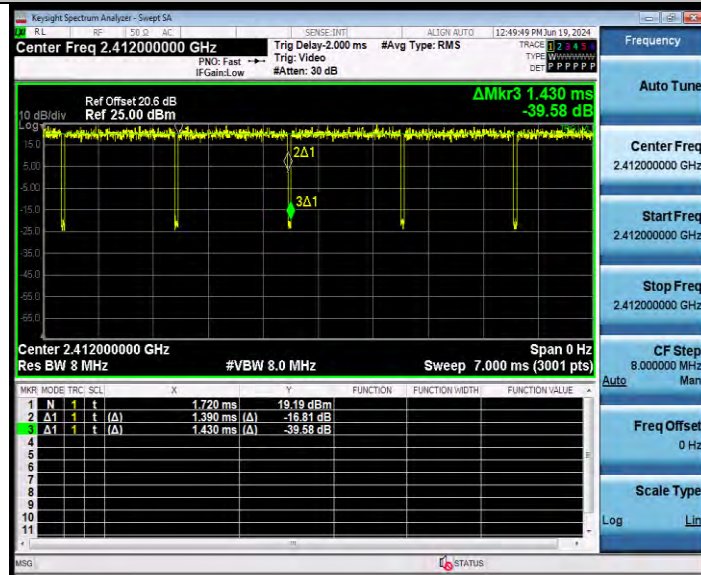 Keysight Spectrum Analyzer - Swept SA
RL RF 50 Ω AC SENSE:INT ALIGN AUTO 12:49:49 PM Jun 19, 2024
Center Freq 2.412000000 GHz
PNO: Fast
IFGain:Low
Trig Delay-2.000 ms
Trig: Video
#Atten: 30 dB
#Avg Type: RMS
TRACE 1 2 3 4 5 6
TYPE W
DET P P P P P P
Frequency
Auto Tune
Center Freq
2.412000000 GHz
Start Freq
2.412000000 GHz
Stop Freq
2.412000000 GHz
CF Step
8.000000 MHz
Auto Man
Freq Offset
0 Hz
Scale Type
Log Lin
ΔMkr3 1.430 ms
-39.58 dB
Ref Offset 20.6 dB
10 dB/div Ref 25.00 dBm
Log
15.0
5.00
-5.00
-15.0
-25.0
-35.0
-45.0
-55.0
-65.0
2Δ1
3Δ1
Center 2.412000000 GHz Span 0 Hz
Res BW 8 MHz #VBW 8.0 MHz Sweep 7.000 ms (3001 pts)
MKR MODE TRC SCL X Y FUNCTION FUNCTION WIDTH FUNCTION VALUE
1 N 1 t 1.720 ms 19.19 dBm
2 Δ1 1 t (Δ) 1.390 ms (Δ) -16.81 dB
3 Δ1 1 t (Δ) 1.430 ms (Δ) -39.58 dB
4
5
6
7
8
9
10
11
MSG STATUS